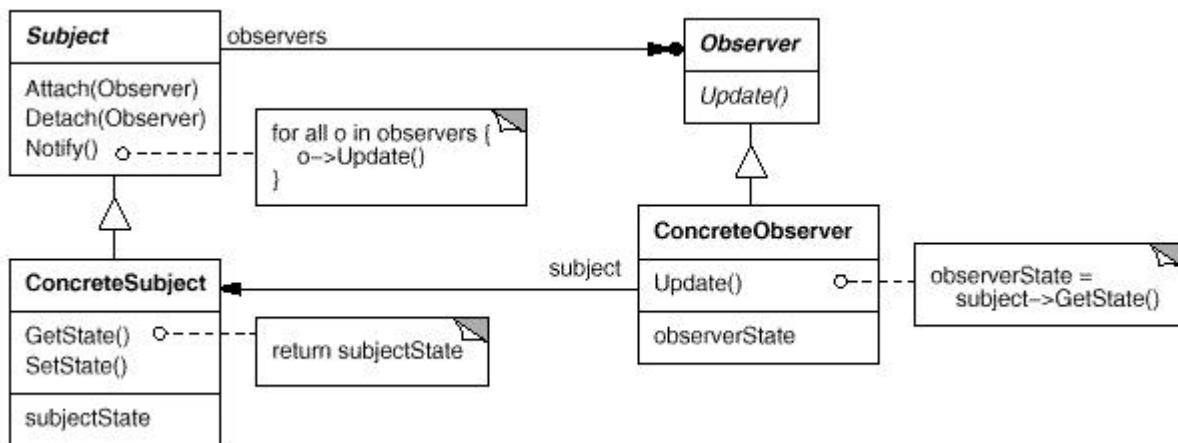 Subject
Attach(Observer)
Detach(Observer)
Notify()
observers
for all o in observers {
o->Update()
}
Observer
Update()
ConcreteSubject
GetState()
SetState()
subjectState
return subjectState
subject
ConcreteObserver
Update()
observerState
observerState =
subject->GetState()